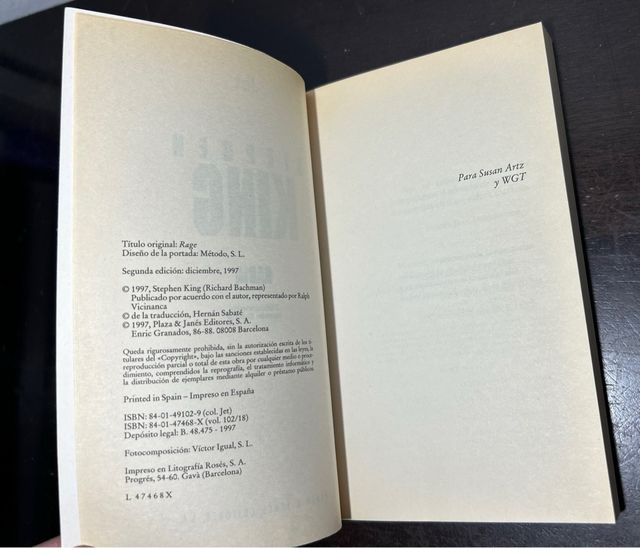 Título original: Rage
Diseño de la portada: Método, S. L.
Segunda edición: diciembre, 1997
© 1997, Stephen King (Richard Bachman)
Publicado por acuerdo con el autor, representado por Ralph
Vicinanca
© de la traducción, Hernán Sabaté
© 1997, Plaza & Janés Editores, S. A.
Enric Granados, 86-88. 08008 Barcelona
Queda rigurosamente prohibida, sin la autorización escrita de los ti-
tulares del «Copyright», bajo las sanciones establecidas en las leyes, la
reproducción parcial o total de esta obra por cualquier medio o proce-
dimiento, comprendidos la reprografía, el tratamiento informático y
la distribución de ejemplares mediante alquiler o préstamo públicos.
Printed in Spain – Impreso en España
ISBN: 84-01-49102-9 (col. Jet)
ISBN: 84-01-47468-X (vol. 102/18)
Depósito legal: B. 48.475 - 1997
Fotocomposición: Víctor Igual, S. L.
Impreso en Litografía Rosés, S. A.
Progrés, 54-60. Gavà (Barcelona)
L 47468X
Para Susan Artz
y WGT